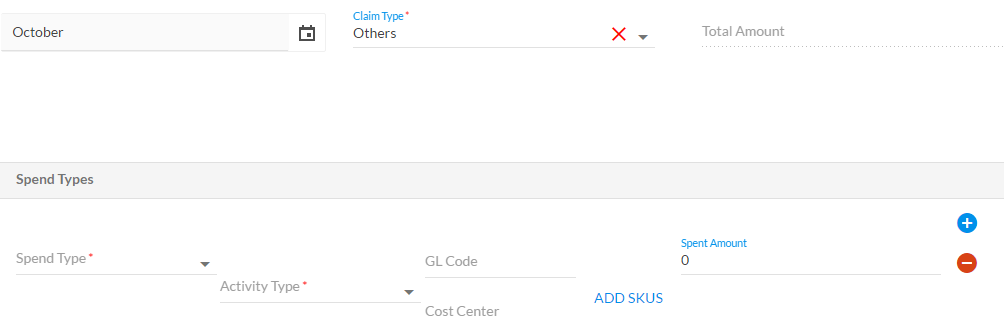 Claim Type *
October
Others
Total Amount
Spend Types
Spent Amount
Spend Type *
GL Code
0
Activity Type *
ADD SKUS
Cost Center